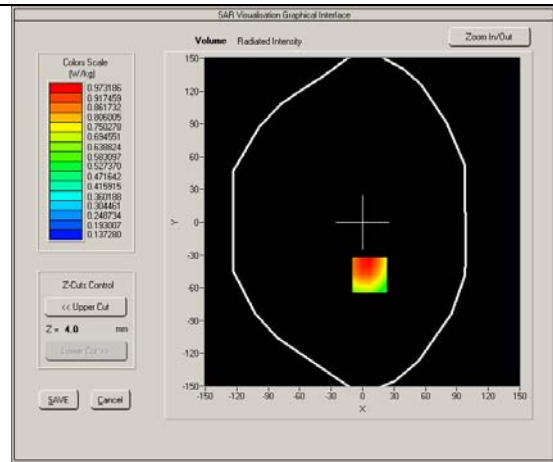 SAR Visualisation Graphical Interface
Volume Radiated Intensity
Zoom In/Out
Colors Scale
(W/kg)
0.973186
0.917459
0.861732
0.806005
0.750278
0.694551
0.638824
0.583097
0.527370
0.471642
0.415915
0.360188
0.304461
0.248734
0.193007
0.137280
Z-Cuts Control
<< Upper Cut
Z = 4.0 mm
Lower Cut >>
SAVE Cancel
150
120
90
60
30
0
-30
-60
-90
-120
-150
Y
-150 -120 -90 -60 -30 0 30 60 90 120 150
X